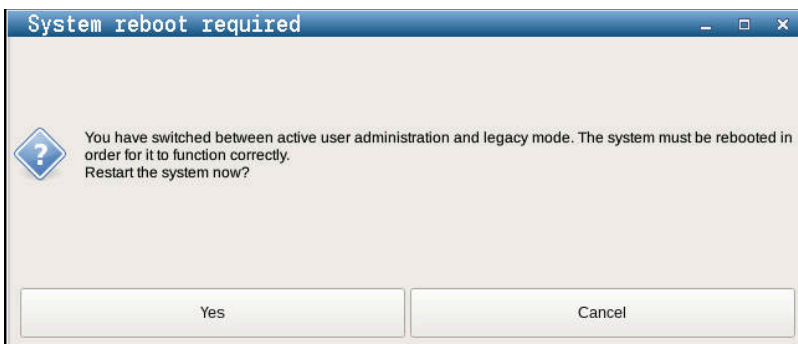 System reboot required
You have switched between active user administration and legacy mode. The system must be rebooted in
order for it to function correctly.
Restart the system now?
Yes
Cancel